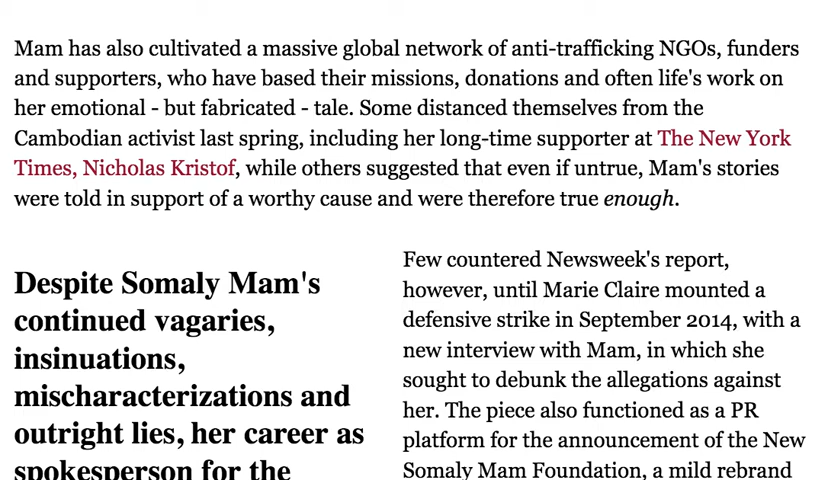 Mam has also cultivated a massive global network of anti-trafficking NGOs, funders
and supporters, who have based their missions, donations and often life's work on
her emotional - but fabricated - tale. Some distanced themselves from the
Cambodian activist last spring, including her long-time supporter at The New York
Times, Nicholas Kristof, while others suggested that even if untrue, Mam's stories
were told in support of a worthy cause and were therefore true enough.
Despite Somaly Mam's
continued vagaries,
insinuations,
mischaracterizations and
outright lies, her career as
spokesperson for the
Few countered Newsweek's report,
however, until Marie Claire mounted a
defensive strike in September 2014, with a
new interview with Mam, in which she
sought to debunk the allegations against
her. The piece also functioned as a PR
platform for the announcement of the New
Somaly Mam Foundation, a mild rebrand